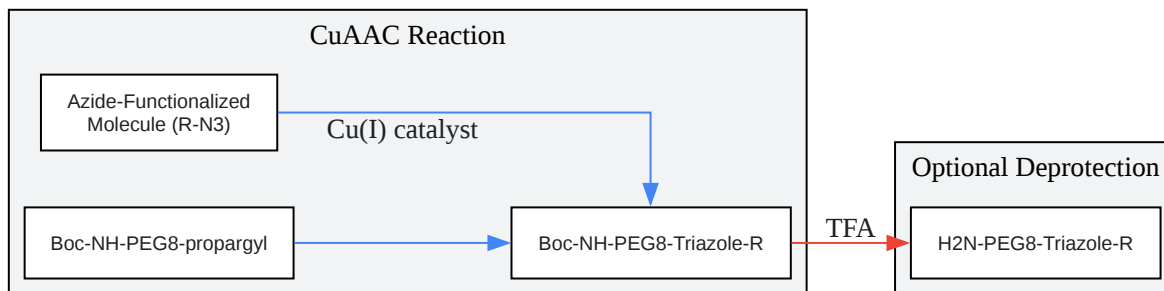 CuAAC Reaction
Azide-Functionalized
Molecule (R-N3)
Cu(I) catalyst
Optional Deprotection
Boc-NH-PEG8-propargyl
Boc-NH-PEG8-Triazole-R
TFA
H2N-PEG8-Triazole-R